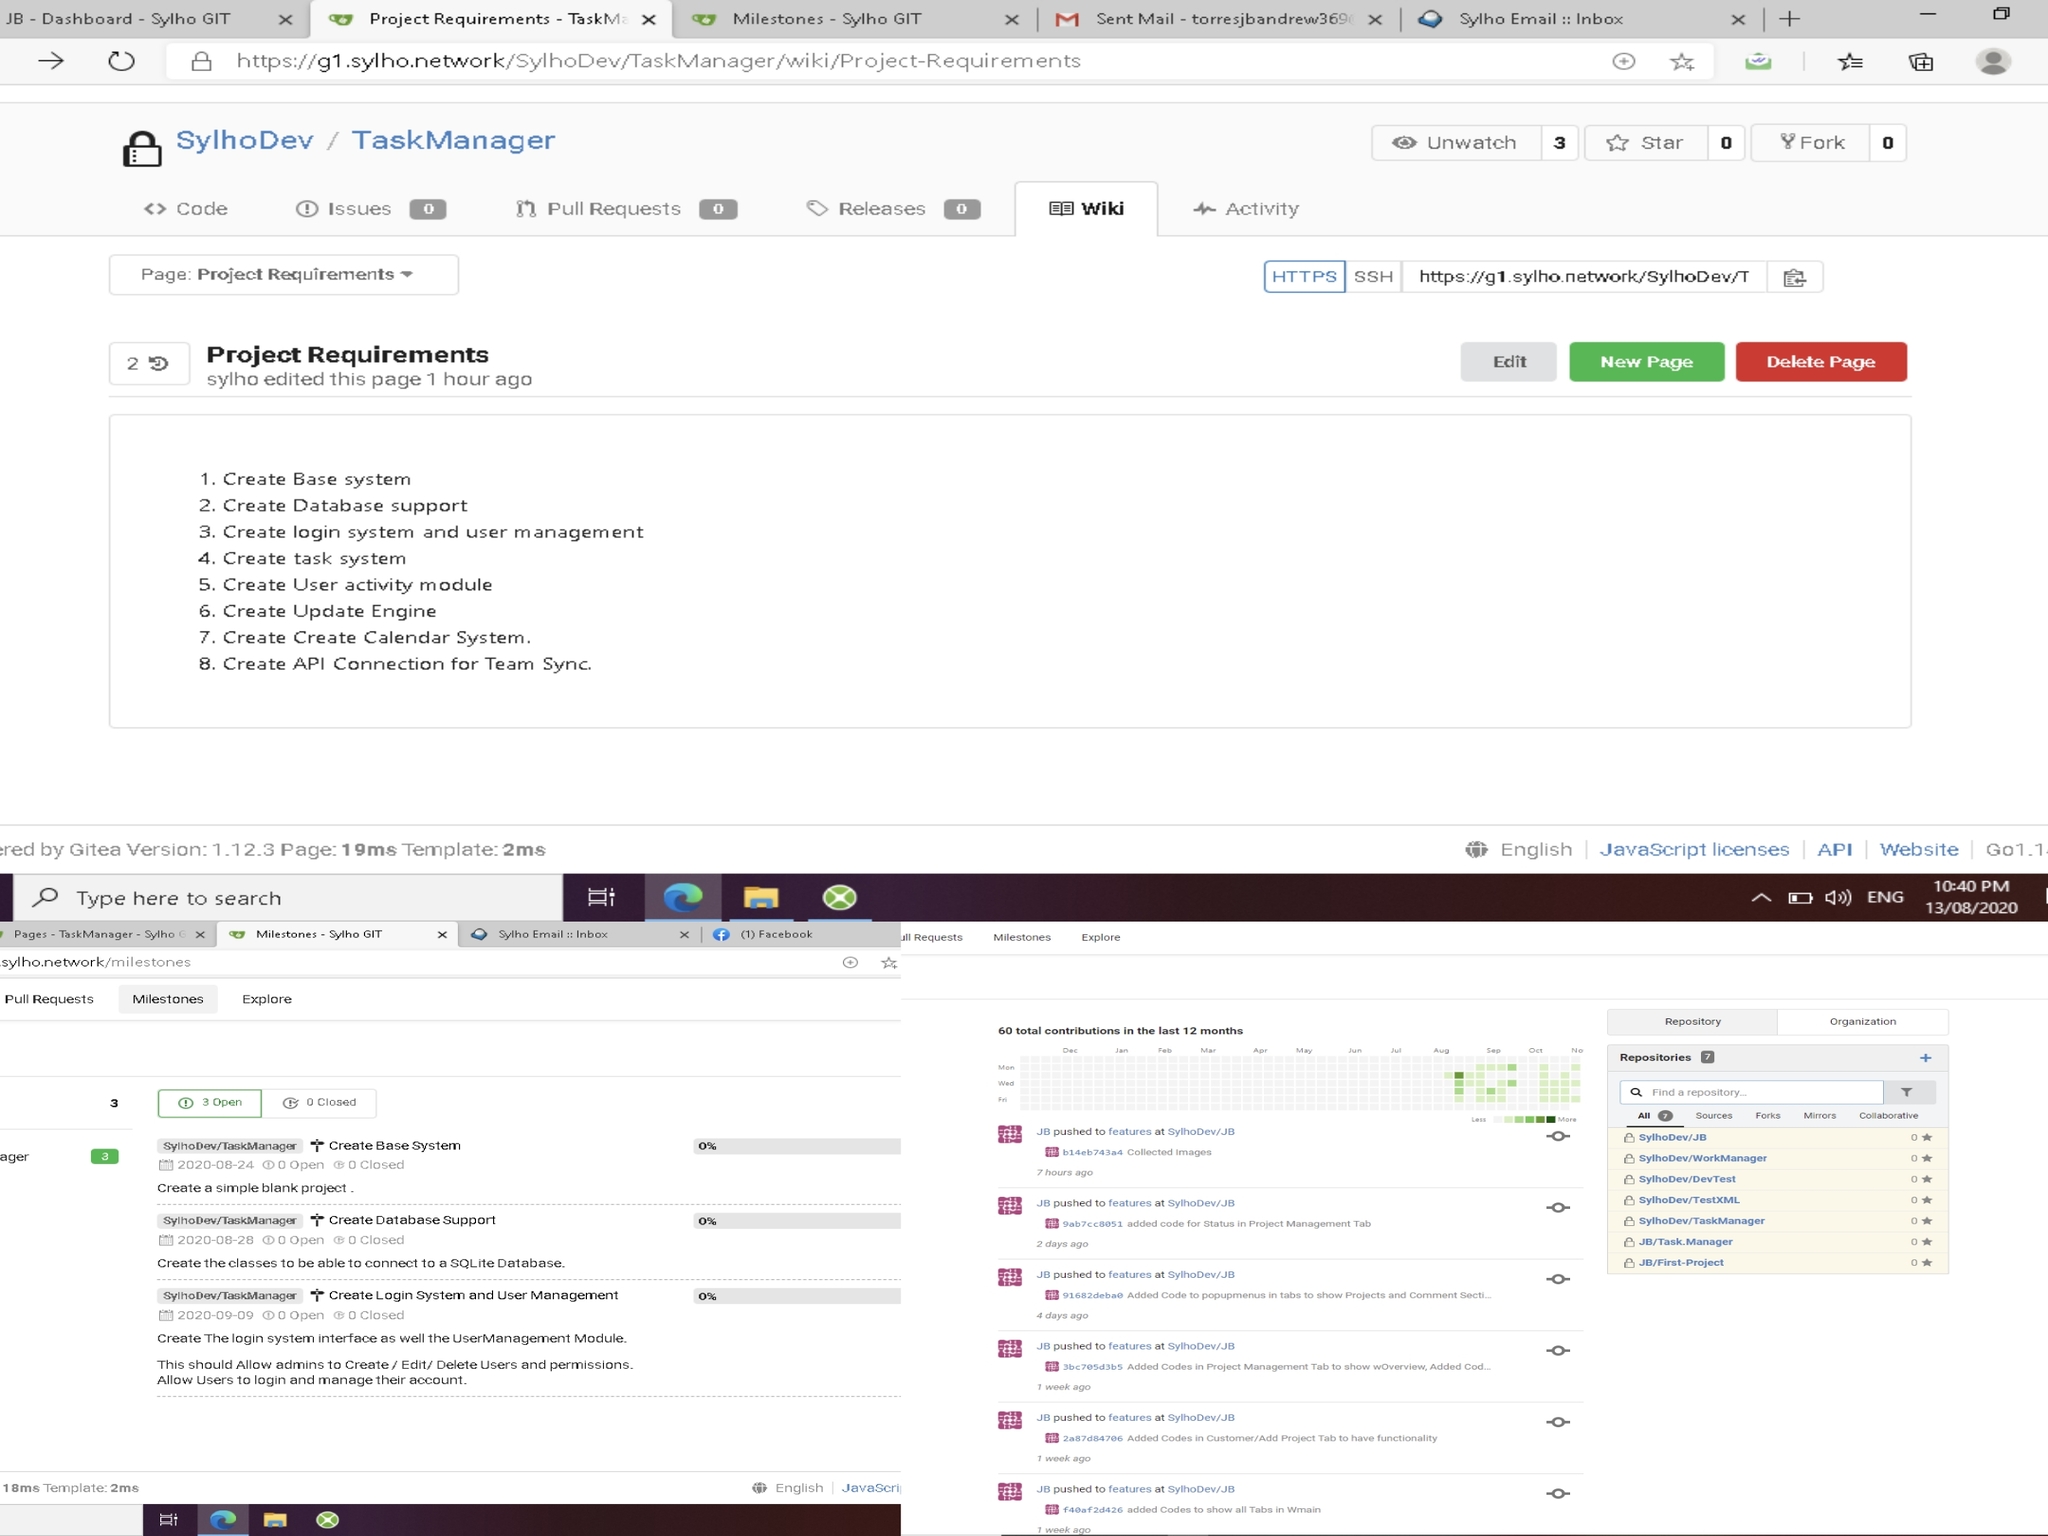 JB - Dashboard - Sylho GIT
Project Requirements - TaskMa
Milestones - Sylho GIT
Sent Mail - torresjbandrew369
Sylho Email :: Inbox
https://g1.sylho.network/SylhoDev/TaskManager/wiki/Project-Requirements
SylhoDev / TaskManager
Unwatch 3 Star 0 Fork 0
Code Issues 0 Pull Requests 0 Releases 0 Wiki Activity
Page: Project Requirements
HTTPS SSH https://g1.sylho.network/SylhoDev/T
2 Project Requirements
sylho edited this page 1 hour ago
Edit New Page Delete Page
1. Create Base system
2. Create Database support
3. Create login system and user management
4. Create task system
5. Create User activity module
6. Create Update Engine
7. Create Create Calendar System.
8. Create API Connection for Team Sync.
ered by Gitea Version: 1.12.3 Page: 19ms Template: 2ms
English JavaScript licenses API Website Go1.1
Type here to search
ENG 10:40 PM
13/08/2020
Pages - TaskManager - Sylho G
Milestones - Sylho GIT
Sylho Email :: Inbox
(1) Facebook
.sylho.network/milestones
Pull Requests Milestones Explore
3
ager 3
3 Open 0 Closed
SylhoDev/TaskManager Create Base System 0%
2020-08-24 0 Open 0 Closed
Create a simple blank project .
SylhoDev/TaskManager Create Database Support 0%
2020-08-28 0 Open 0 Closed
Create the classes to be able to connect to a SQLite Database.
SylhoDev/TaskManager Create Login System and User Management 0%
2020-09-09 0 Open 0 Closed
Create The login system interface as well the UserManagement Module.
This should Allow admins to Create / Edit/ Delete Users and permissions.
Allow Users to login and manage their account.
18ms Template: 2ms
English JavaScri
ull Requests Milestones Explore
60 total contributions in the last 12 months
Dec Jan Feb Mar Apr May Jun Jul Aug Sep Oct No
Mon
Wed
Fri
Less More
JB pushed to features at SylhoDev/JB
b14eb743a4 Collected Images
7 hours ago
JB pushed to features at SylhoDev/JB
9ab7cc8051 added code for Status in Project Management Tab
2 days ago
JB pushed to features at SylhoDev/JB
91682deba0 Added Code to popupmenus in tabs to show Projects and Comment Secti...
4 days ago
JB pushed to features at SylhoDev/JB
3bc705d3b5 Added Codes in Project Management Tab to show wOverview, Added Cod...
1 week ago
JB pushed to features at SylhoDev/JB
2a87d84706 Added Codes in Customer/Add Project Tab to have functionality
1 week ago
JB pushed to features at SylhoDev/JB
f40af2d426 added Codes to show all Tabs in Wmain
1 week ago
Repository Organization
Repositories 7 +
Find a repository...
All 7 Sources Forks Mirrors Collaborative
SylhoDev/JB 0
SylhoDev/WorkManager 0
SylhoDev/DevTest 0
SylhoDev/TestXML 0
SylhoDev/TaskManager 0
JB/Task.Manager 0
JB/First-Project 0